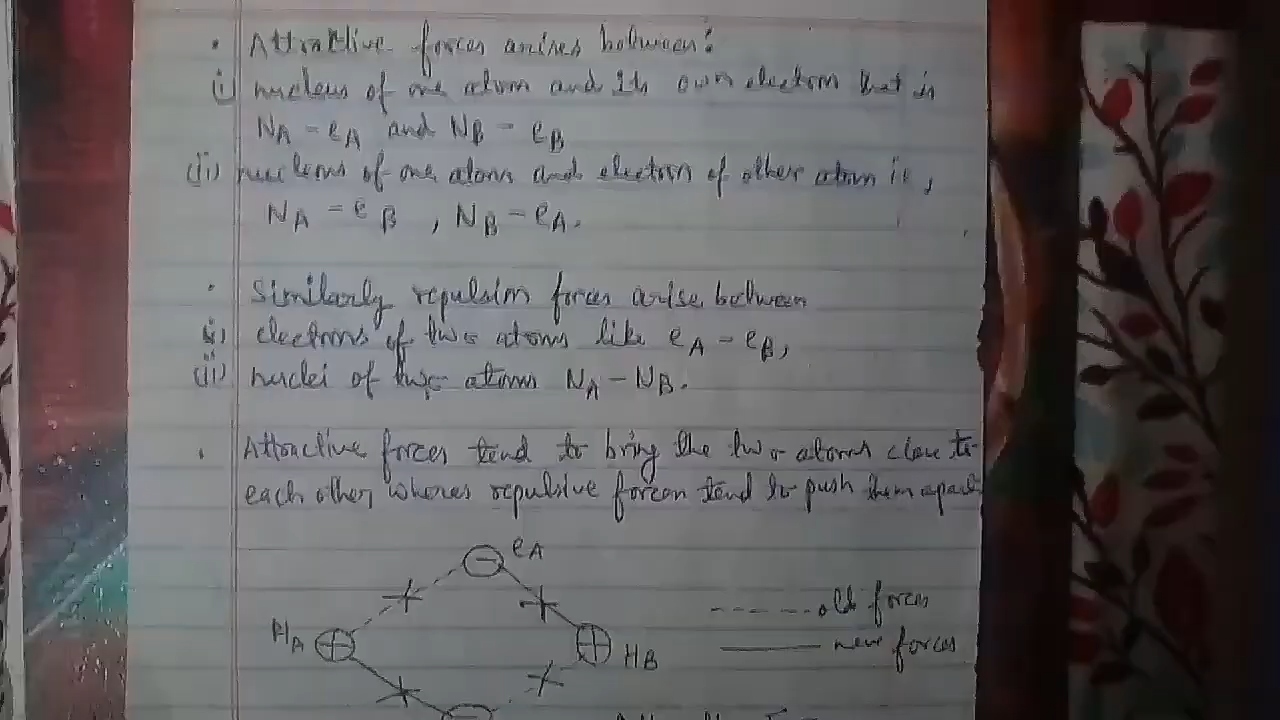 • Attractive forces arises between:
i) nucleus of one atom and its own electron that is
NA - eA and NB - eB
(ii) nucleus of one atom and electron of other atom ie,
NA - eB , NB - eA.
• Similarly repulsion forces arise between
i) electrons of two atoms like eA - eB,
(ii) nuclei of two atoms NA - NB.
• Attractive forces tend to bring the two atoms close to
each other, wheres repulsive forces tend to push them apart
eA
old forces
HA
HB
new forces